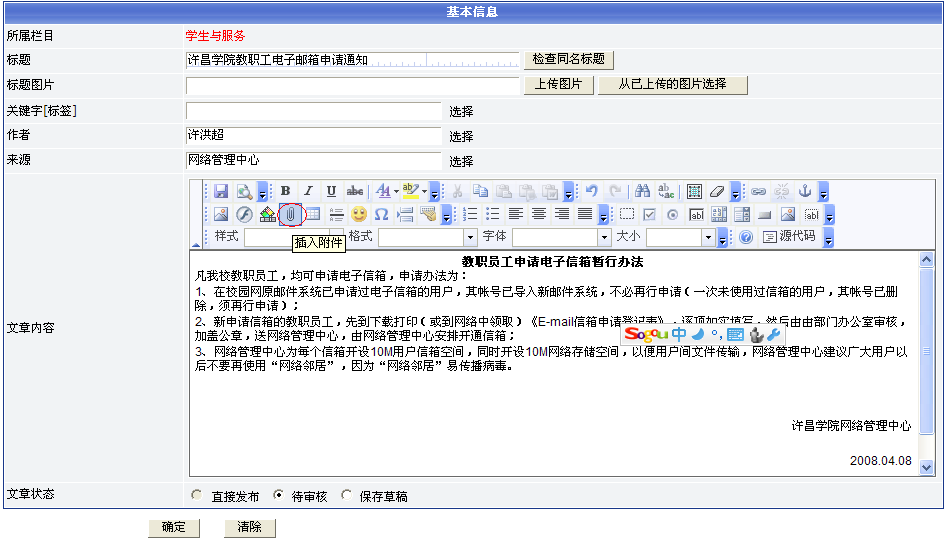 基本信息
所属栏目 学生与服务
标题 许昌学院教职工电子邮箱申请通知 检查同名标题
标题图片 上传图片 从已上传的图片选择
关键字[标签] 选择
作者 许洪超 选择
来源 网络管理中心 选择
B I U abc
样式 格式 字体 大小 源代码
插入附件
文章内容
教职员工申请电子信箱暂行办法
凡我校教职员工，均可申请电子信箱，申请办法为：
1、在校园网原邮件系统已申请过电子信箱的用户，其帐号已导入新邮件系统，不必再行申请（一次未使用过信箱的用户，其帐号已删
除，须再行申请）；
2、新申请信箱的教职员工，先到下载打印（或到网络中领取）《E-mail信箱申请登记表》，逐项如实填写，然后由由部门办公室审核，
Sogou 中
加盖公章，送网络管理中心，由网络管理中心安排开通信箱；
3、网络管理中心为每个信箱开设10M用户信箱空间，同时开设10M网络存储空间，以便用户间文件传输，网络管理中心建议广大用户以
后不要再使用“网络邻居”，因为“网络邻居”易传播病毒。
许昌学院网络管理中心
2008.04.08
文章状态 直接发布 待审核 保存草稿
确定 清除